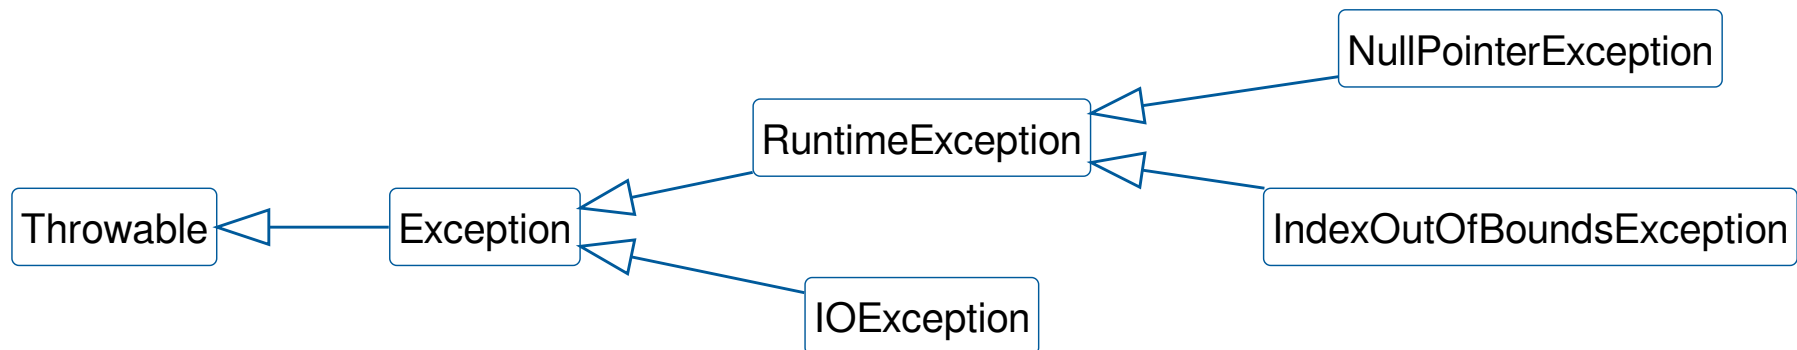 NullPointerException
RuntimeException
Throwable
Exception
IndexOutOfBoundsException
IOException